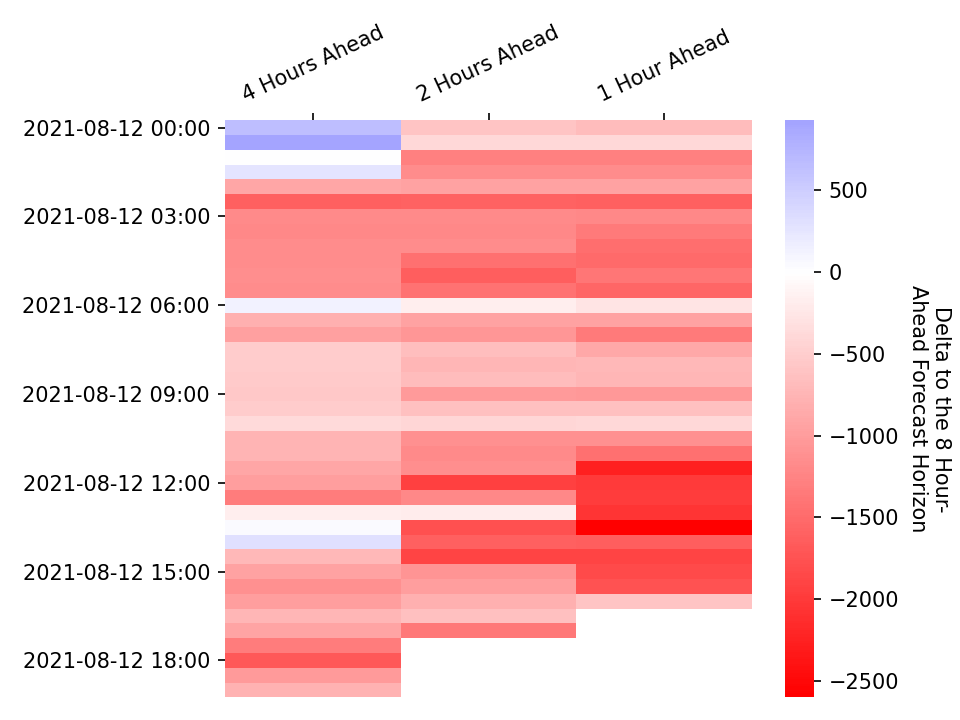 4 Hours Ahead
2 Hours Ahead
1 Hour Ahead
2021-08-12 00:00
2021-08-12 03:00
2021-08-12 06:00
2021-08-12 09:00
2021-08-12 12:00
2021-08-12 15:00
2021-08-12 18:00
500
0
−500
−1000
−1500
−2000
−2500
Delta to the 8 Hour-
Ahead Forecast Horizon